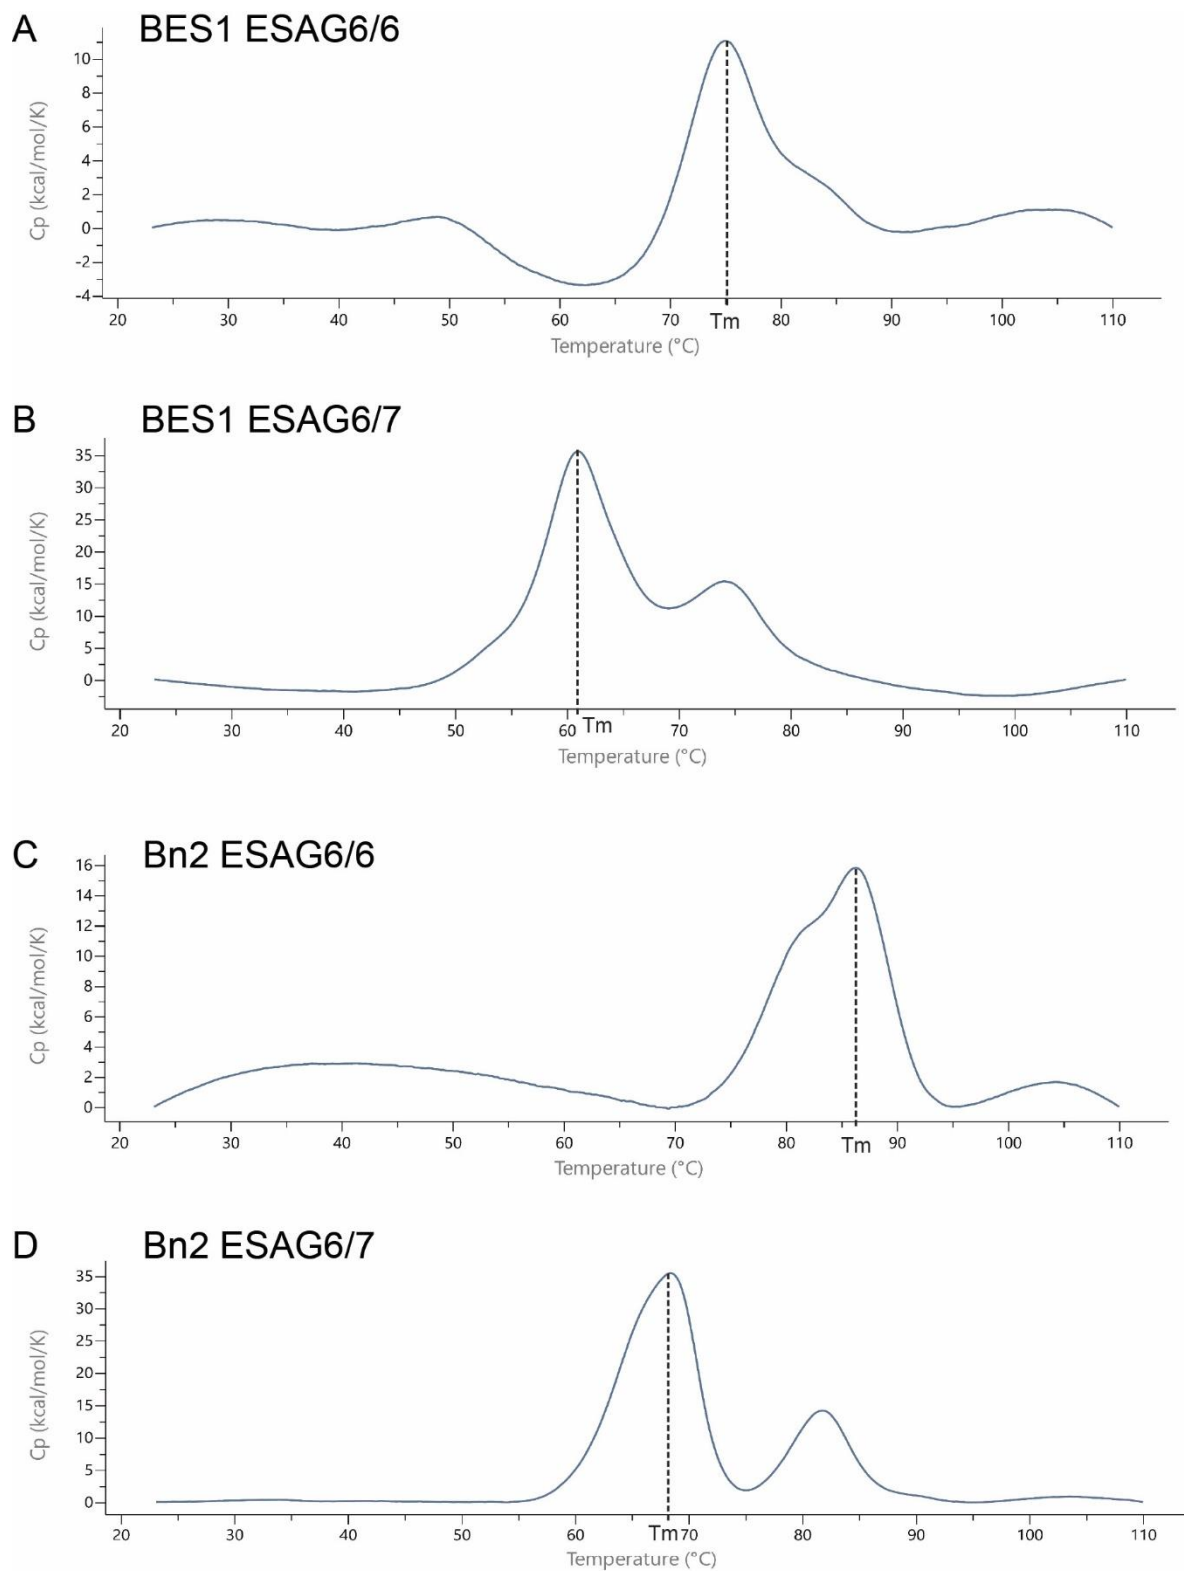 A BES1 ESAG6/6
Cp (kcal/mol/K)
10
8
6
4
2
0
-2
-4
20 30 40 50 60 70 80 90 100 110
Tm
Temperature (°C)
B BES1 ESAG6/7
Cp (kcal/mol/K)
35
30
25
20
15
10
5
0
20 30 40 50 60 70 80 90 100 110
Tm
Temperature (°C)
C Bn2 ESAG6/6
Cp (kcal/mol/K)
16
14
12
10
8
6
4
2
0
20 30 40 50 60 70 80 90 100 110
Tm
Temperature (°C)
D Bn2 ESAG6/7
Cp (kcal/mol/K)
35
30
25
20
15
10
5
0
20 30 40 50 60 Tm 70 80 90 100 110
Temperature (°C)